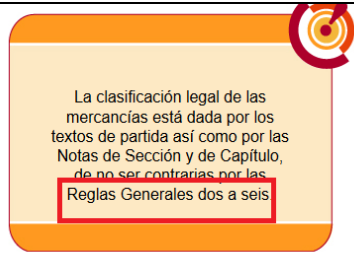 La clasificación legal de las
mercancías está dada por los
textos de partida así como por las
Notas de Sección y de Capítulo,
de no ser contrarias por las
Reglas Generales dos a seis